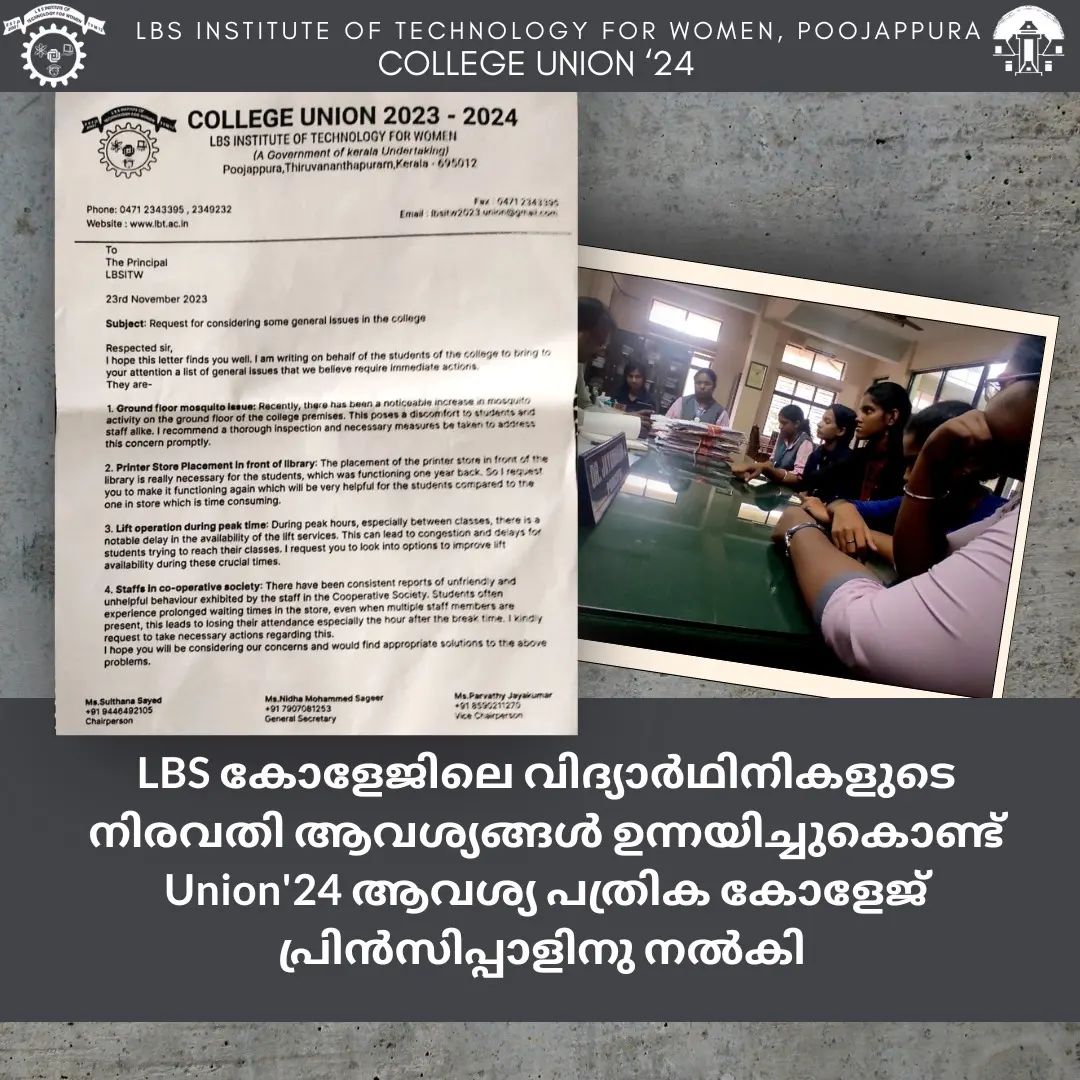 LBS INSTITUTE OF TECHNOLOGY FOR WOMEN, POOJAPPURA
COLLEGE UNION ‘24
COLLEGE UNION 2023 - 2024
LBS INSTITUTE OF TECHNOLOGY FOR WOMEN
(A Government of kerala Undertaking)
Poojappura,Thiruvananthapuram,Kerala - 695012
Phone: 0471 2343395 , 2349232
Fax : 0471 2343395
Website : www.lbt.ac.in
Email : lbsitw2023.union@gmail.com
To
The Principal
LBSITW
23rd November 2023
Subject: Request for considering some general issues in the college
Respected sir,
I hope this letter finds you well. I am writing on behalf of the students of the college to bring to
your attention a list of general issues that we believe require immediate actions.
They are-
1. Ground floor mosquito issue: Recently, there has been a noticeable increase in mosquito
activity on the ground floor of the college premises. This poses a discomfort to students and
staff alike. I recommend a thorough inspection and necessary measures be taken to address
this concern promptly.
2. Printer Store Placement in front of library: The placement of the printer store in front of the
library is really necessary for the students, which was functioning one year back. So I request
you to make it functioning again which will be very helpful for the students compared to the
one in store which is time consuming.
3. Lift operation during peak time: During peak hours, especially between classes, there is a
notable delay in the availability of the lift services. This can lead to congestion and delays for
students trying to reach their classes. I request you to look into options to improve lift
availability during these crucial times.
4. Staffs in co-operative society: There have been consistent reports of unfriendly and
unhelpful behaviour exhibited by the staff in the Cooperative Society. Students often
experience prolonged waiting times in the store, even when multiple staff members are
present, this leads to losing their attendance especially the hour after the break time. I kindly
request to take necessary actions regarding this.
I hope you will be considering our concerns and would find appropriate solutions to the above
problems.
Ms.Sulthana Sayed
+91 9446492105
Chairperson
Ms.Nidha Mohammed Sageer
+91 7907081253
General Secretary
Ms.Parvathy Jayakumar
+91 8590211270
Vice Chairperson
LBS കോളേജിലെ വിദ്യാർഥിനികളുടെ
നിരവതി ആവശ്യങ്ങൾ ഉന്നയിച്ചുകൊണ്ട്
Union'24 ആവശ്യ പത്രിക കോളേജ്
പ്രിൻസിപ്പാളിനു നൽകി